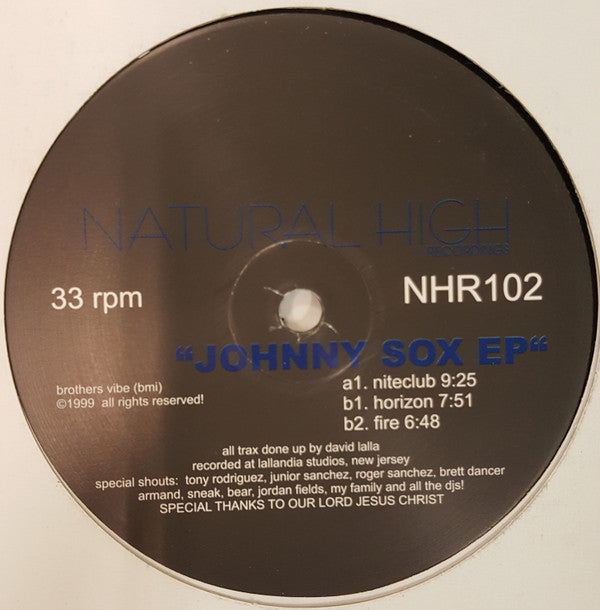 NATURAL HIGH
RECORDINGS
33 rpm
NHR102
“JOHNNY SOX EP“
brothers vibe (bmi)
©1999 all rights reserved!
a1. niteclub 9:25
b1. horizon 7:51
b2. fire 6:48
all trax done up by david lalla
recorded at lallandia studios, new jersey
special shouts: tony rodriguez, junior sanchez, roger sanchez, brett dancer
armand, sneak, bear, jordan fields, my family and all the djs!
SPECIAL THANKS TO OUR LORD JESUS CHRIST